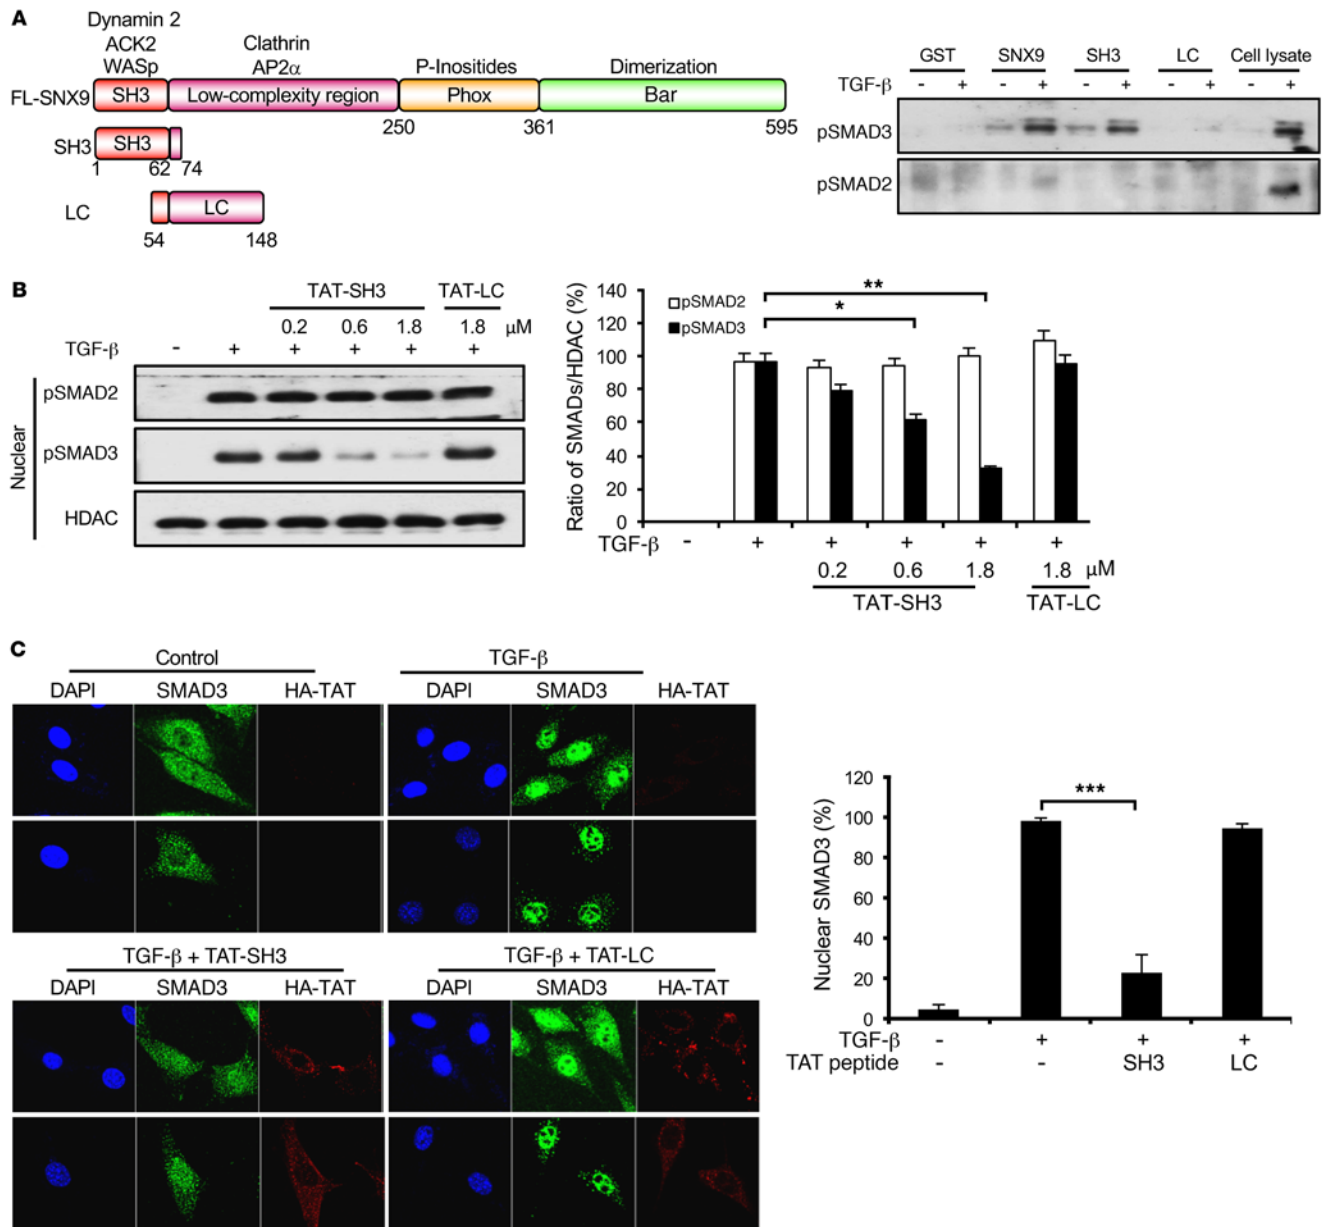 A
Dynamin 2
ACK2
WASp
Clathrin
AP2α
P-Inositides
Dimerization
FL-SNX9
SH3
Low-complexity region
Phox
Bar
250
361
595
SH3
SH3
1
62
74
LC
LC
54
148
GST
SNX9
SH3
LC
Cell lysate
TGF-β
- + - + - + - + - +
pSMAD3
pSMAD2
B
TAT-SH3
TAT-LC
0.2 0.6 1.8 1.8 μM
TGF-β - + + + + +
Nuclear
pSMAD2
pSMAD3
HDAC
Ratio of SMADs/HDAC (%)
140
120
100
80
60
40
20
0
pSMAD2
pSMAD3
**
*
TGF-β - + + + + +
0.2 0.6 1.8 1.8 μM
TAT-SH3
TAT-LC
C
Control
TGF-β
DAPI SMAD3 HA-TAT DAPI SMAD3 HA-TAT
TGF-β + TAT-SH3
TGF-β + TAT-LC
DAPI SMAD3 HA-TAT DAPI SMAD3 HA-TAT
Nuclear SMAD3 (%)
120
100
80
60
40
20
0
***
TGF-β - + + +
TAT peptide - - SH3 LC